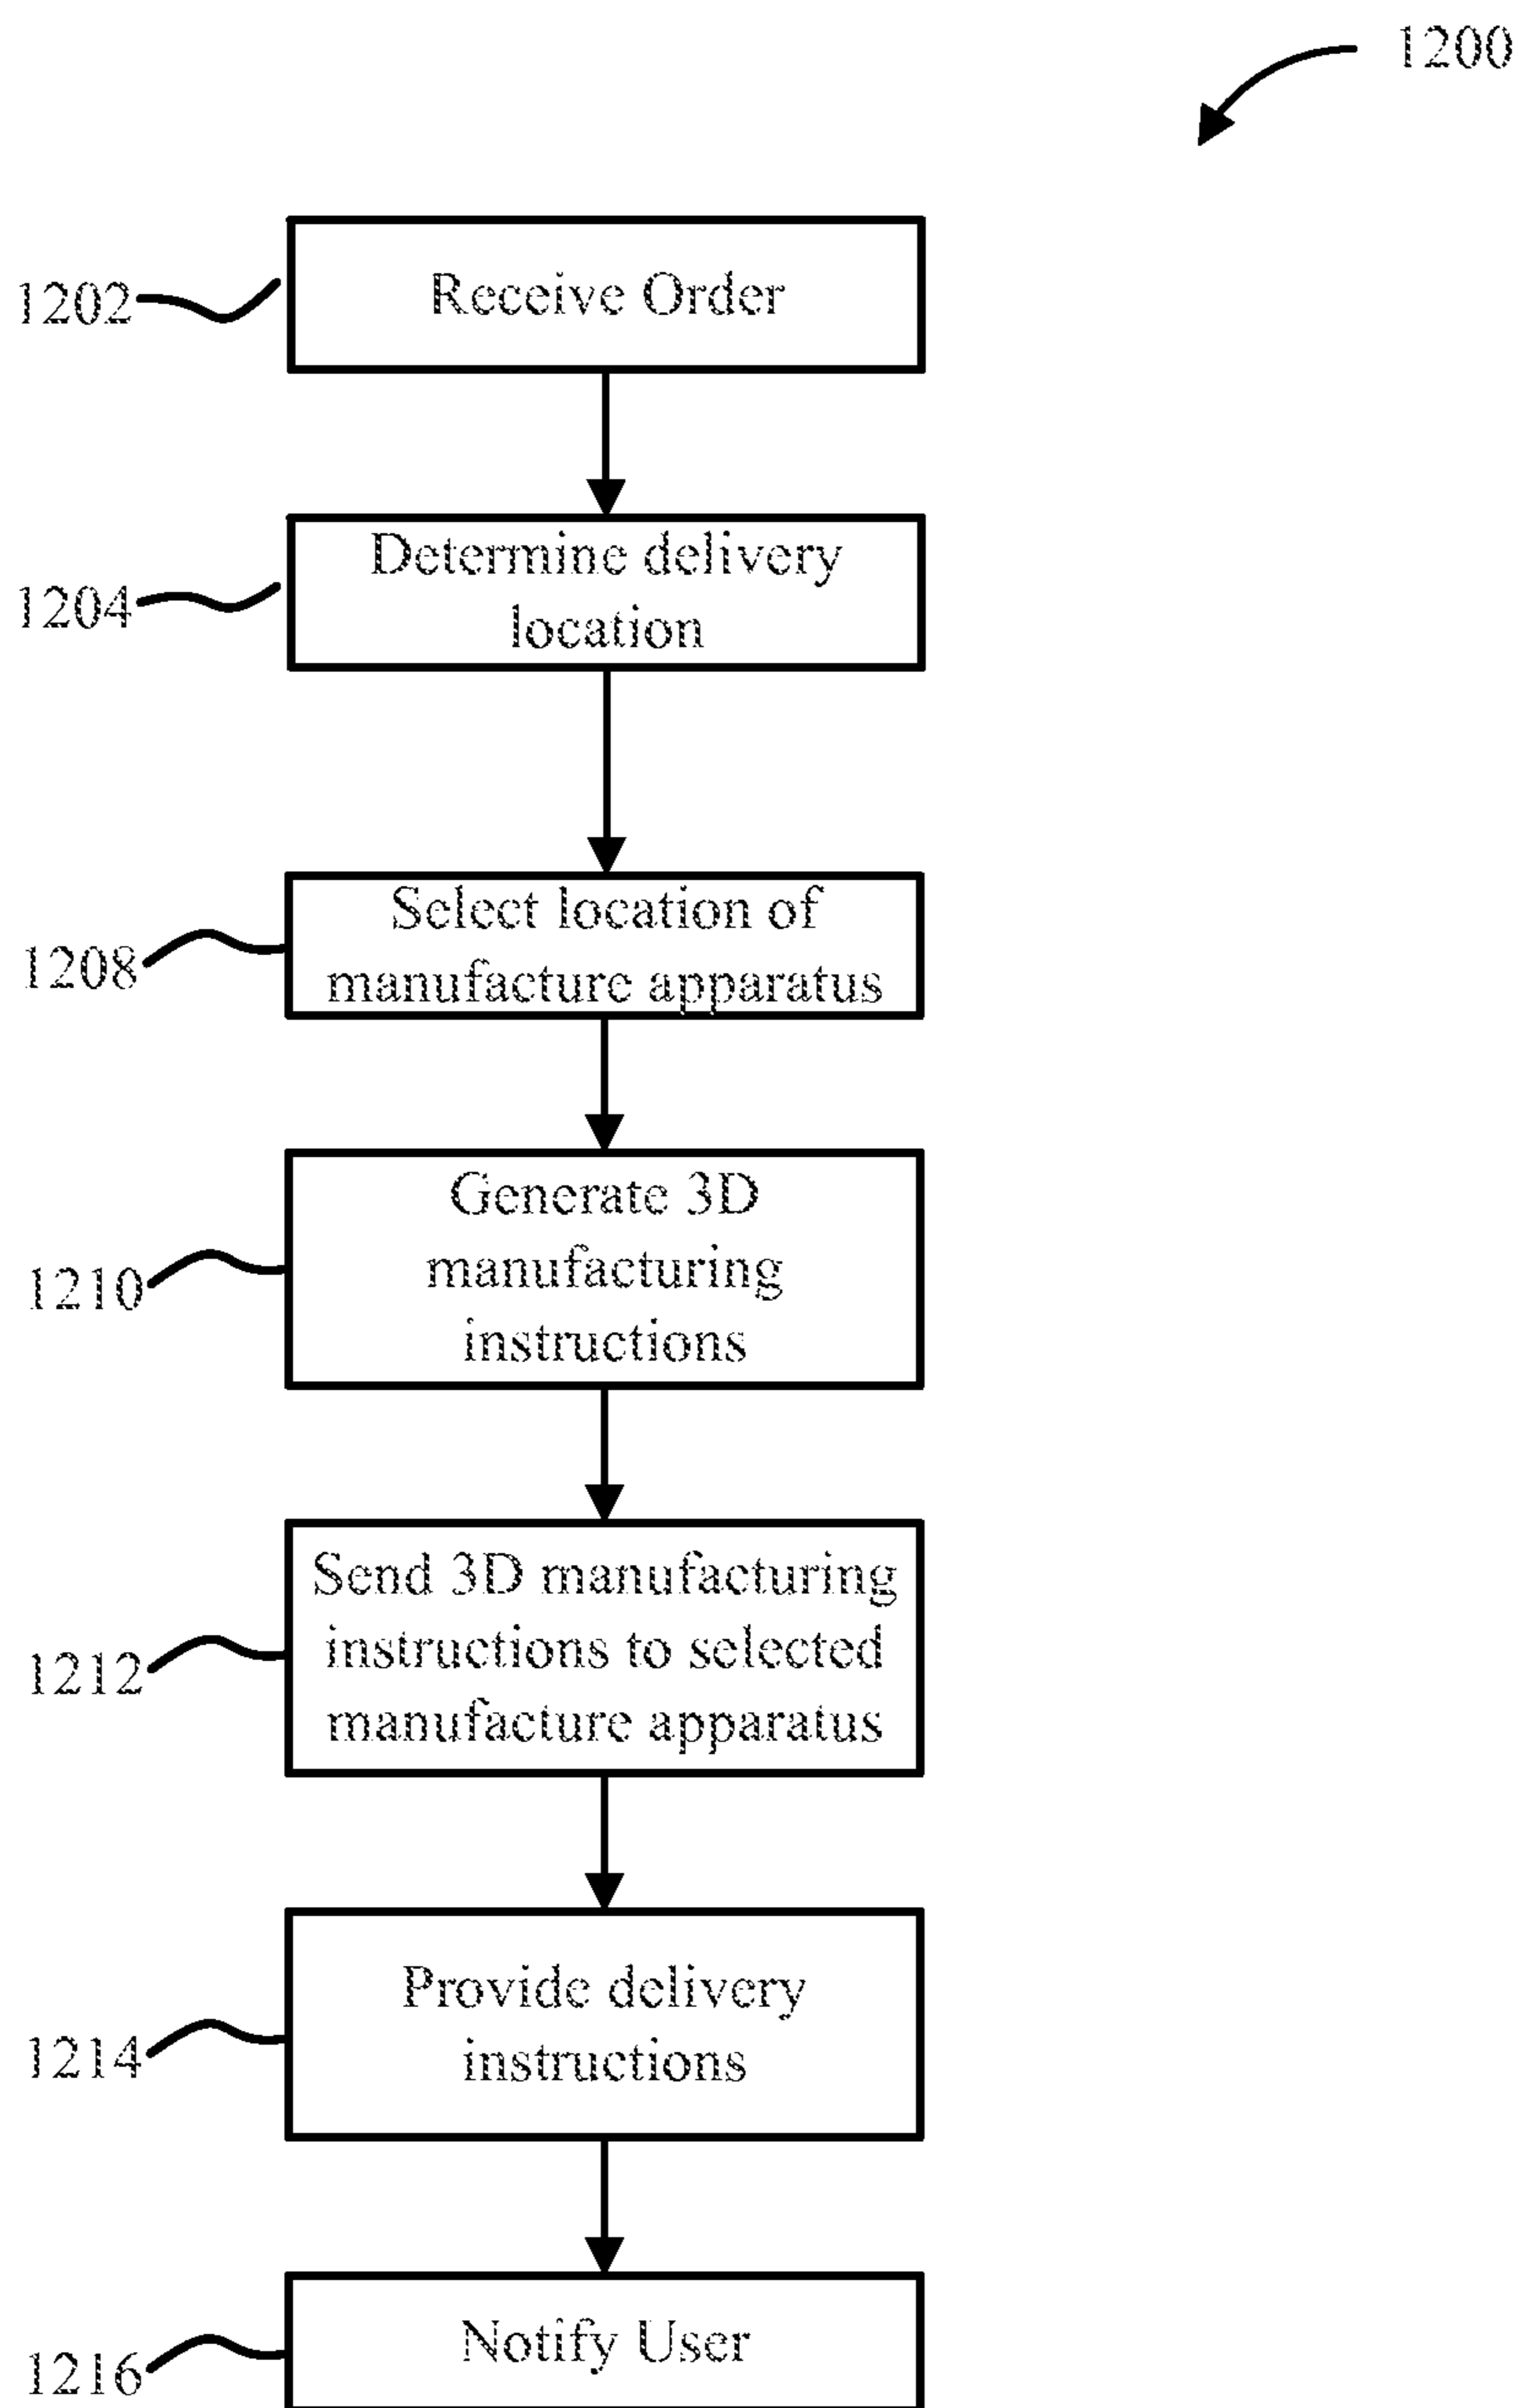 1200
1202
Receive Order
1204
Determine delivery
location
1208
Select location of
manufacture apparatus
1210
Generate 3D
manufacturing
instructions
1212
Send 3D manufacturing
instructions to selected
manufacture apparatus
1214
Provide delivery
instructions
1216
Notify User